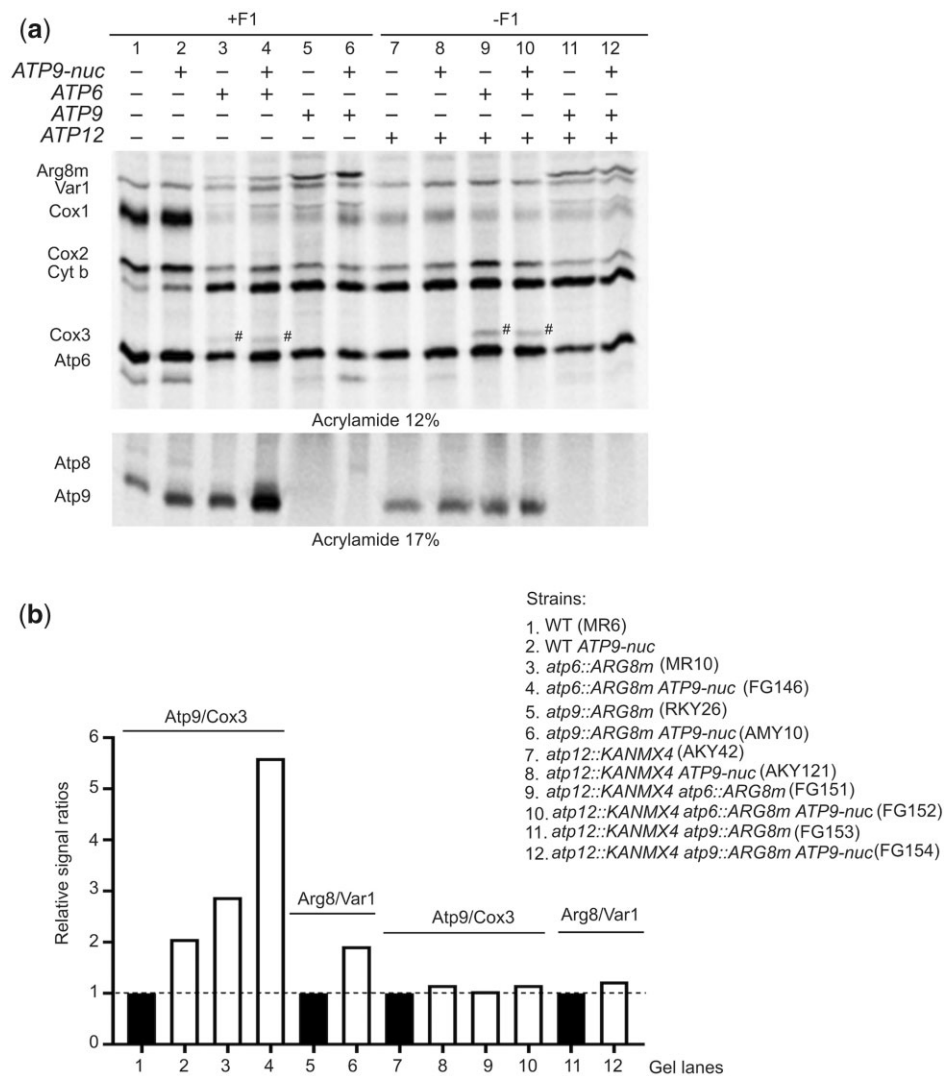 (a)
+F1 -F1
1 2 3 4 5 6 7 8 9 10 11 12
ATP9-nuc – + – + – + – + – + – +
ATP6 – – + + – – – – + + – –
ATP9 – – – – + + – – – – + +
ATP12 – – – – – – + + + + + +
Arg8m
Var1
Cox1
Cox2
Cyt b
Cox3 # # # #
Atp6
Acrylamide 12%
Atp8
Atp9
Acrylamide 17%
(b)
Strains:
1. WT (MR6)
2. WT ATP9-nuc
3. atp6::ARG8m (MR10)
4. atp6::ARG8m ATP9-nuc (FG146)
5. atp9::ARG8m (RKY26)
6. atp9::ARG8m ATP9-nuc (AMY10)
7. atp12::KANMX4 (AKY42)
8. atp12::KANMX4 ATP9-nuc (AKY121)
9. atp12::KANMX4 atp6::ARG8m (FG151)
10. atp12::KANMX4 atp6::ARG8m ATP9-nuc (FG152)
11. atp12::KANMX4 atp9::ARG8m (FG153)
12. atp12::KANMX4 atp9::ARG8m ATP9-nuc (FG154)
Relative signal ratios
6
5
4
3
2
1
0
Atp9/Cox3
Arg8/Var1
Atp9/Cox3
Arg8/Var1
1 2 3 4 5 6 7 8 9 10 11 12 Gel lanes